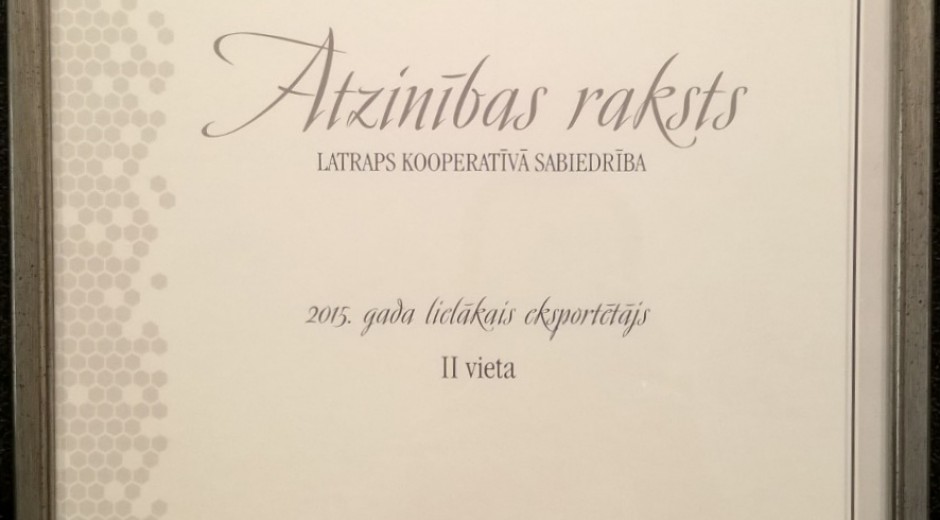 Atzinības raksts
LATRAPS KOOPERATĪVĀ SABIEDRĪBA
2015. gada lielākais eksportētājs
II vieta